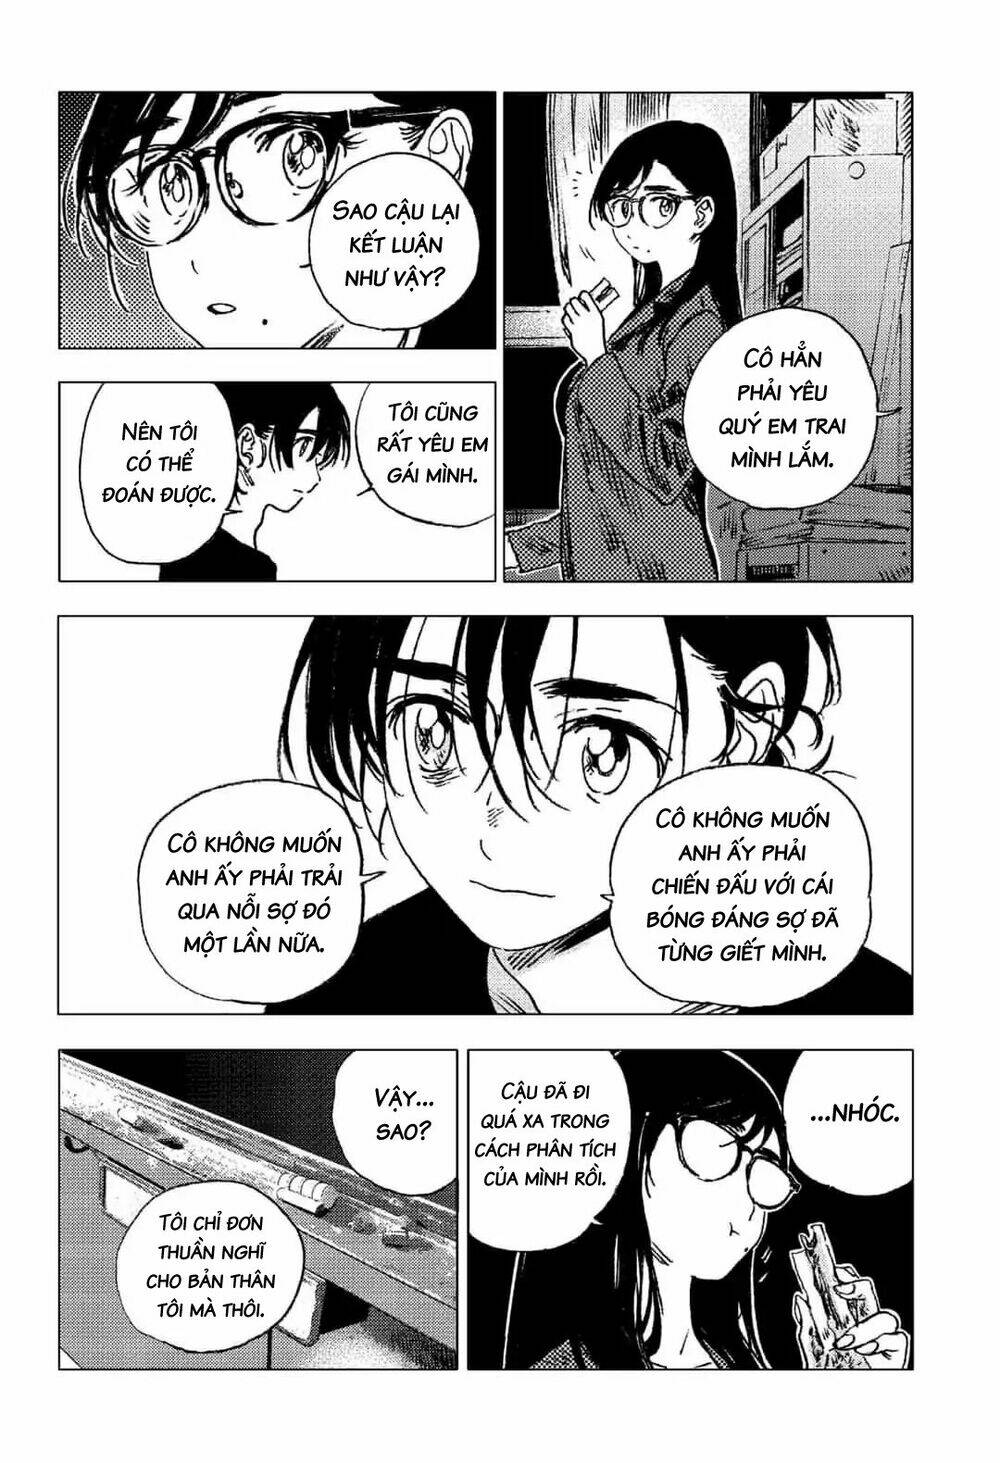 CÔ HẲN
PHẢI YÊU
QUÝ EM TRAI
MÌNH LẮM.
SAO CẬU LẠI
KẾT LUẬN
NHƯ VẬY?
TÔI CŨNG
RẤT YÊU EM
GÁI MÌNH.
NÊN TÔI
CÓ THỂ
ĐOÁN ĐƯỢC.
CÔ KHÔNG MUỐN
ANH ẤY PHẢI
CHIẾN ĐẤU VỚI CÁI
BÓNG ĐÁNG SỢ ĐÃ
TỪNG GIẾT MÌNH.
CÔ KHÔNG MUỐN
ANH ẤY PHẢI TRẢI
QUA NỖI SỢ ĐÓ
MỘT LẦN NỮA.
...NHÓC.
CẬU ĐÃ ĐI
QUÁ XA TRONG
CÁCH PHÂN TÍCH
CỦA MÌNH RỒI.
VẬY...
SAO?
TÔI CHỈ ĐƠN
THUẦN NGHĨ
CHO BẢN THÂN
TÔI MÀ THÔI.